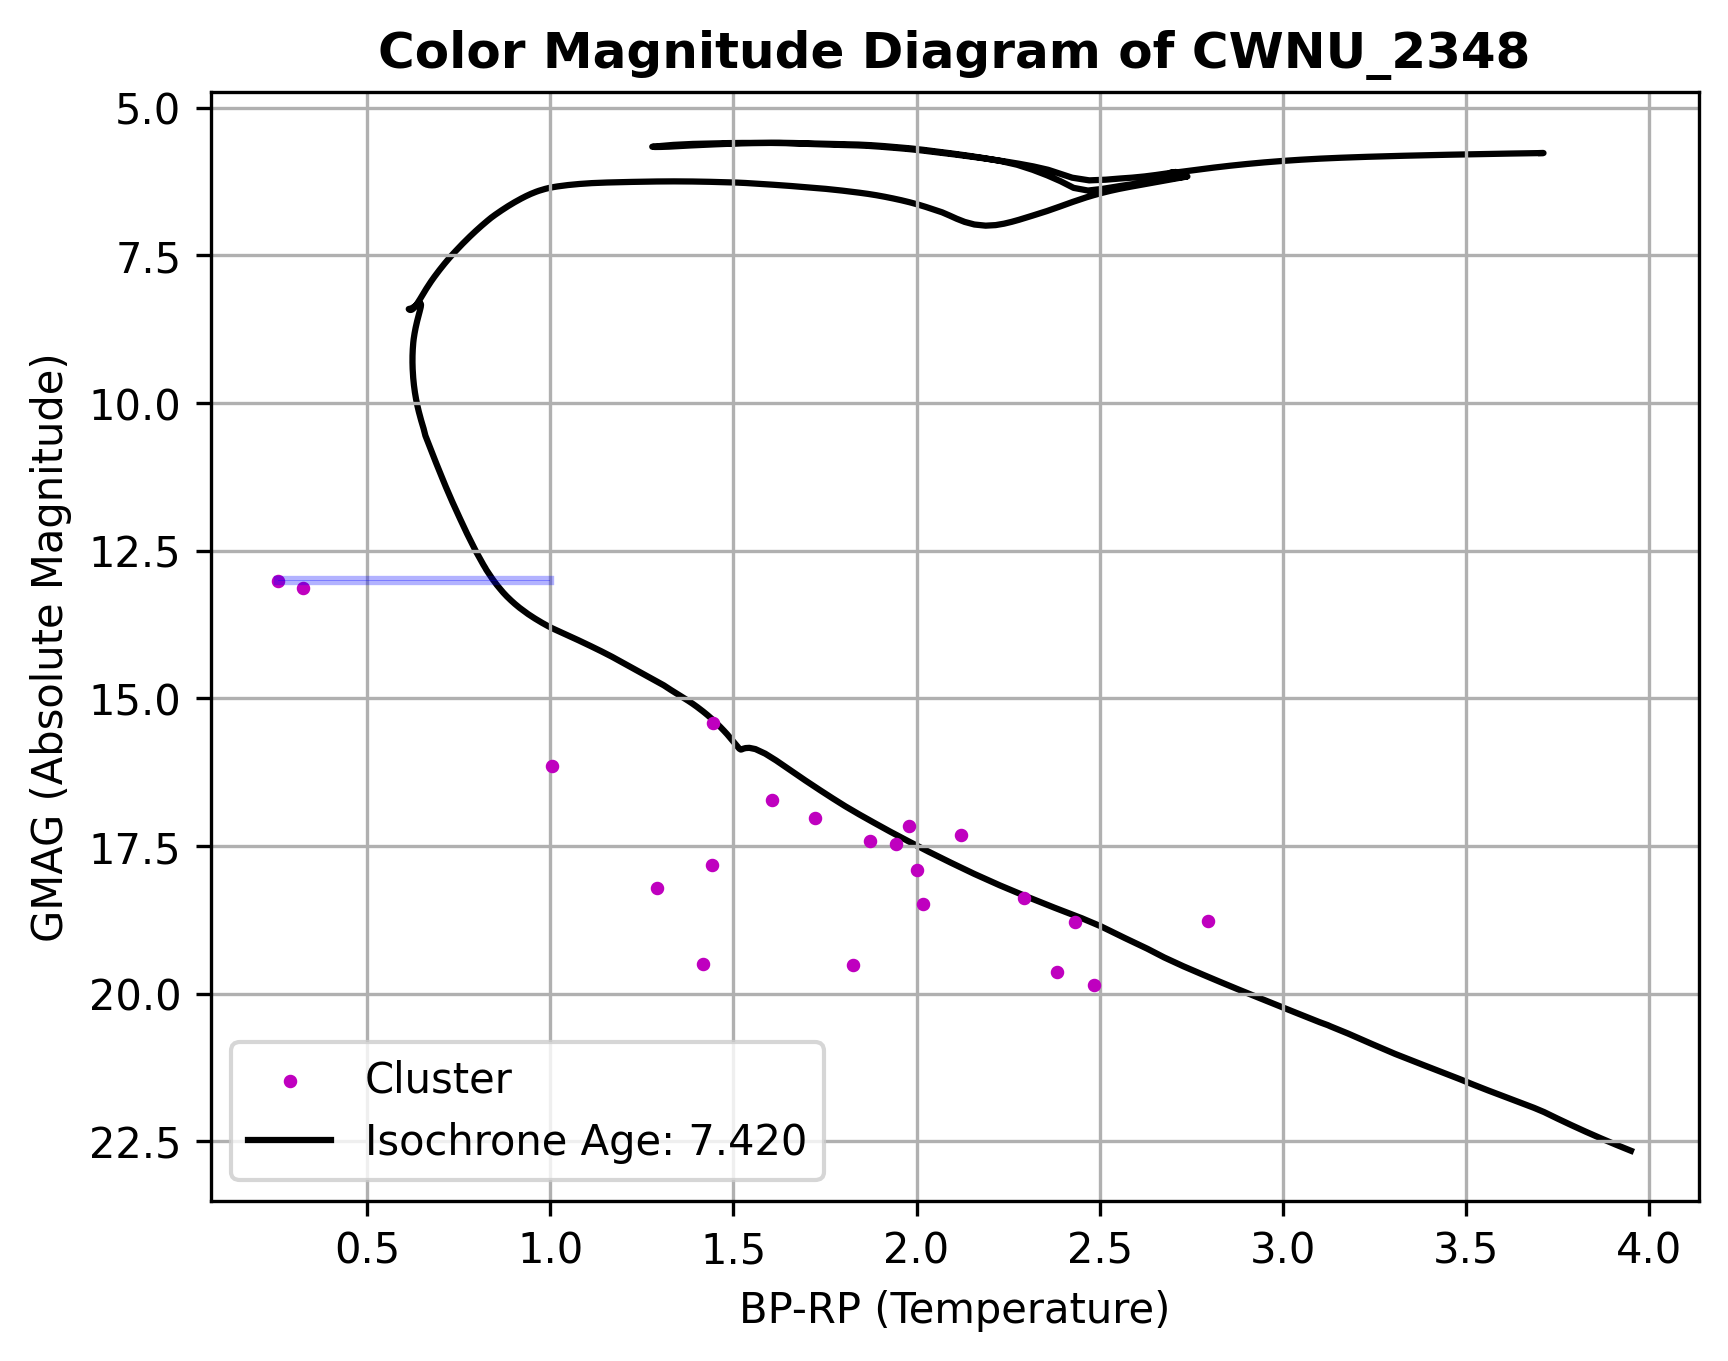 Color Magnitude Diagram of CWNU_2348
5.0
7.5
10.0
12.5
15.0
17.5
20.0
22.5
GMAG (Absolute Magnitude)
Cluster
Isochrone Age: 7.420
0.5 1.0 1.5 2.0 2.5 3.0 3.5 4.0
BP-RP (Temperature)